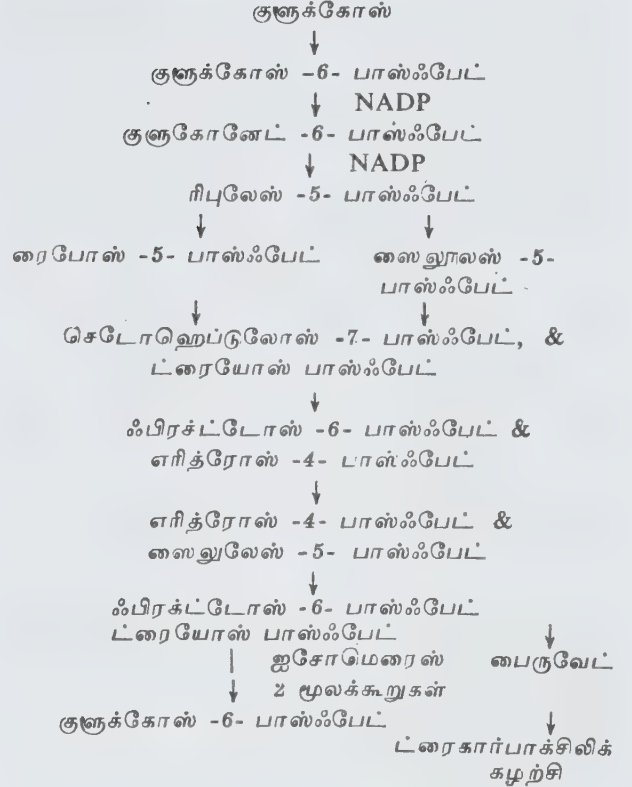 குளுக்கோஸ்
குளுக்கோஸ் -6- பாஸ்ஃபேட்
NADP
குளுகோனேட் -6- பாஸ்ஃபேட்
NADP
ரிபுலேஸ் -5- பாஸ்ஃபேட்
ரைபோஸ் -5- பாஸ்ஃபேட்
ஸைலூலஸ் -5-
பாஸ்ஃபேட்
செடோஹெப்டுலோஸ் -7- பாஸ்ஃபேட், &
ட்ரையோஸ் பாஸ்ஃபேட்
ஃபிரக்ட்டோஸ் -6- பாஸ்ஃபேட் &
எரித்ரோஸ் -4- பாஸ்ஃபேட்
எரித்ரோஸ் -4- பாஸ்ஃபேட் &
ஸைலுலேஸ் -5- பாஸ்ஃபேட்
ஃபிரக்ட்டோஸ் -6- பாஸ்ஃபேட்
ட்ரையோஸ் பாஸ்ஃபேட்
ஐசோமெரைஸ்
பைருவேட்
2 மூலக்கூறுகள்
குளுக்கோஸ் -6- பாஸ்ஃபேட்
ட்ரைகார்பாக்சிலிக்
கழற்சி